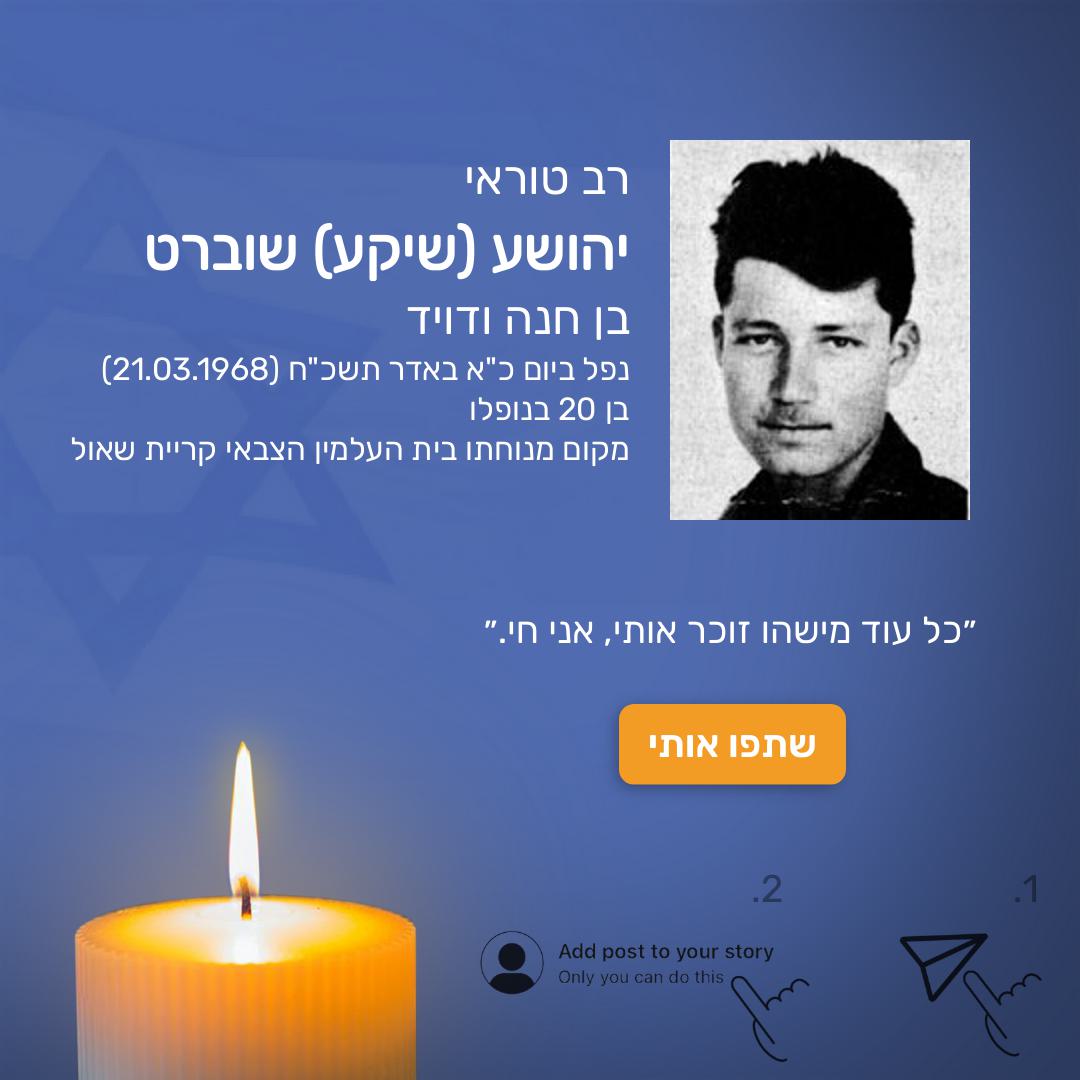 רב טוראי
יהושע (שיקע) שוברט
בן חנה ודויד
נפל ביום כ"א באדר תשכ"ח (21.03.1968)
בן 20 בנופלו
מקום מנוחתו בית העלמין הצבאי קריית שאול
״כל עוד מישהו זוכר אותי, אני חי.״
שתפו אותי
1.
2.
Add post to your story
Only you can do this